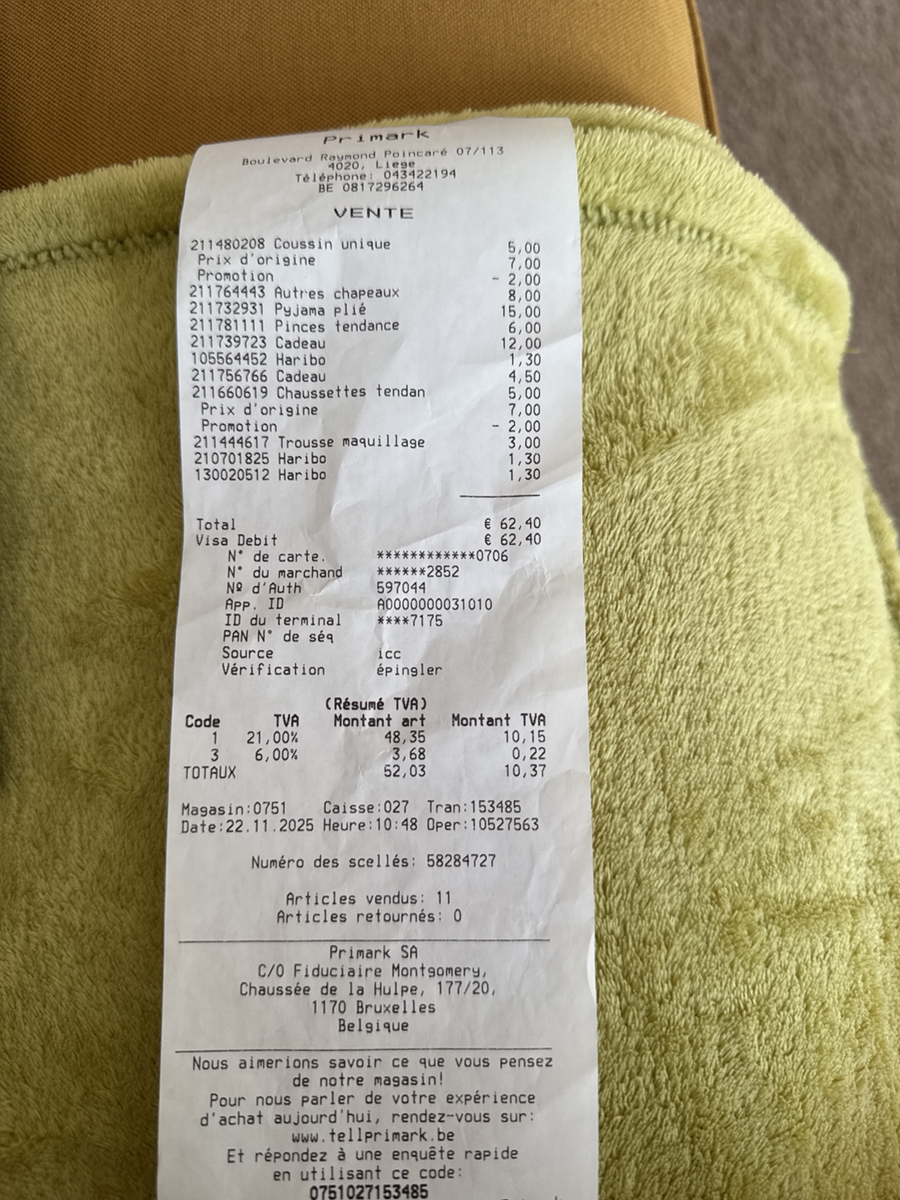 Primark
Boulevard Raymond Poincaré 07/113
4020, Liege
Téléphone: 043422194
BE 0817296264
VENTE
211480208 Coussin unique 5,00
Prix d'origine 7,00
Promotion - 2,00
211764443 Autres chapeaux 8,00
211732931 Pyjama plié 15,00
211781111 Pinces tendance 6,00
211739723 Cadeau 12,00
105564452 Haribo 1,30
211756766 Cadeau 4,50
211660619 Chaussettes tendan 5,00
Prix d'origine 7,00
Promotion - 2,00
211444617 Trousse maquillage 3,00
210701825 Haribo 1,30
130020512 Haribo 1,30
Total € 62,40
Visa Debit € 62,40
N° de carte. ************0706
N° du marchand ******2852
Nº d'Auth 597044
App. ID A0000000031010
ID du terminal ****7175
PAN N° de séq
Source icc
Vérification épingler
(Résumé TVA)
Code TVA Montant art Montant TVA
1 21,00% 48,35 10,15
3 6,00% 3,68 0,22
TOTAUX 52,03 10,37
Magasin:0751 Caisse:027 Tran:153485
Date:22.11.2025 Heure:10:48 Oper:10527563
Numéro des scellés: 58284727
Articles vendus: 11
Articles retournés: 0
Primark SA
C/O Fiduciaire Montgomery,
Chaussée de la Hulpe, 177/20,
1170 Bruxelles
Belgique
Nous aimerions savoir ce que vous pensez
de notre magasin!
Pour nous parler de votre expérience
d'achat aujourd'hui, rendez-vous sur:
www.tellprimark.be
Et répondez à une enquête rapide
en utilisant ce code:
0751027153485